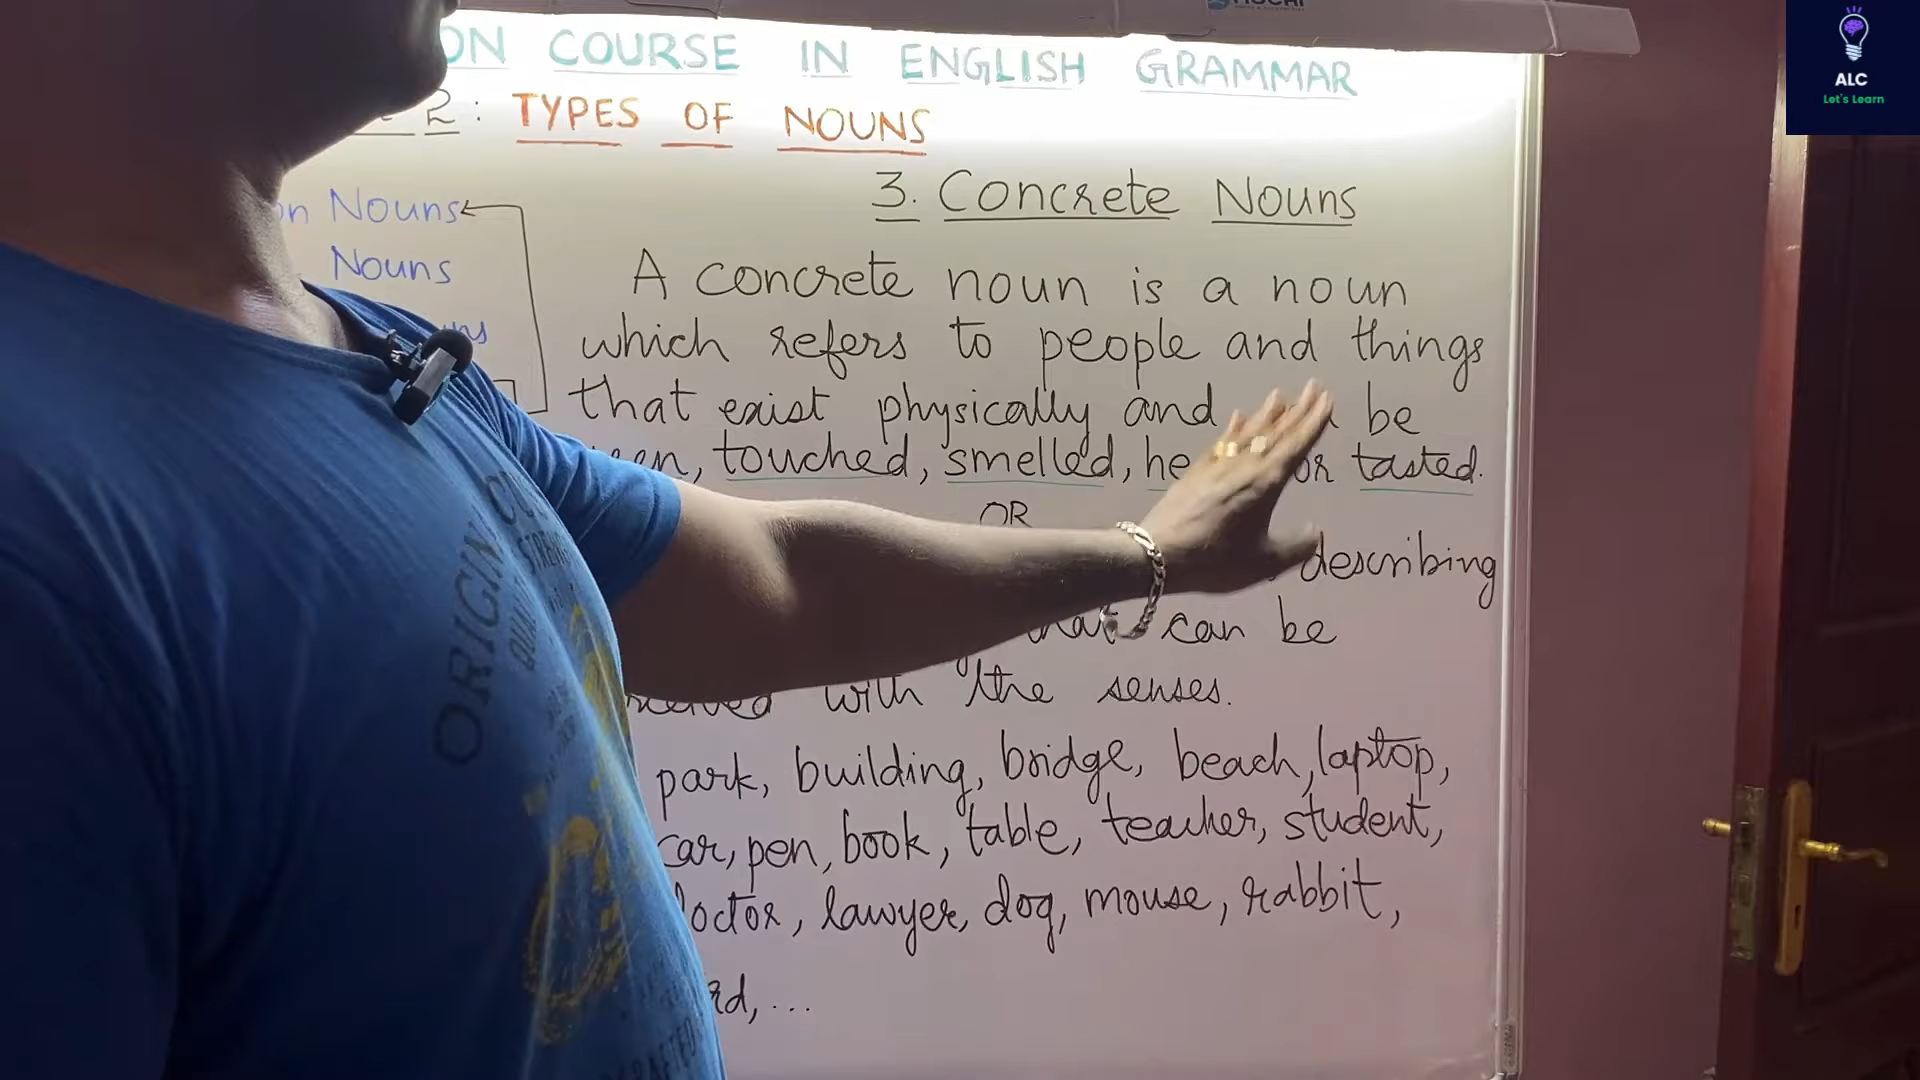 ON COURSE IN ENGLISH GRAMMAR
2: TYPES OF NOUNS
3. Concrete Nouns
Nouns
Nouns
A concrete noun is a noun
which refers to people and things
that exist physically and be
touched, smelled, or tasted.
OR
describing
that can be
with the senses.
park, building, bridge, beach, laptop,
car, pen, book, table, teacher, student,
doctor, lawyer, dog, mouse, rabbit,
...
ALC
Let's Learn
ORIGIN